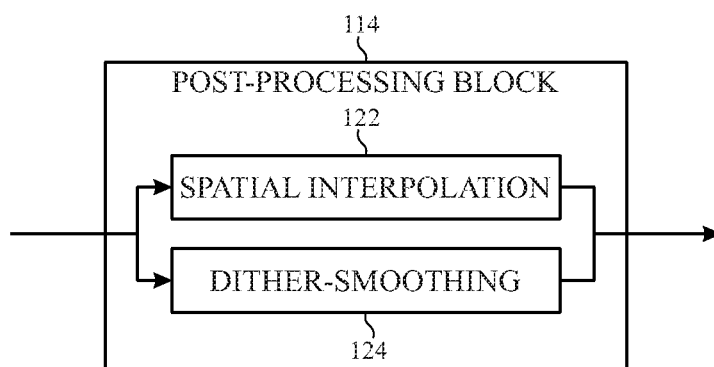 114
POST-PROCESSING BLOCK
122
SPATIAL INTERPOLATION
DITHER-SMOOTHING
124